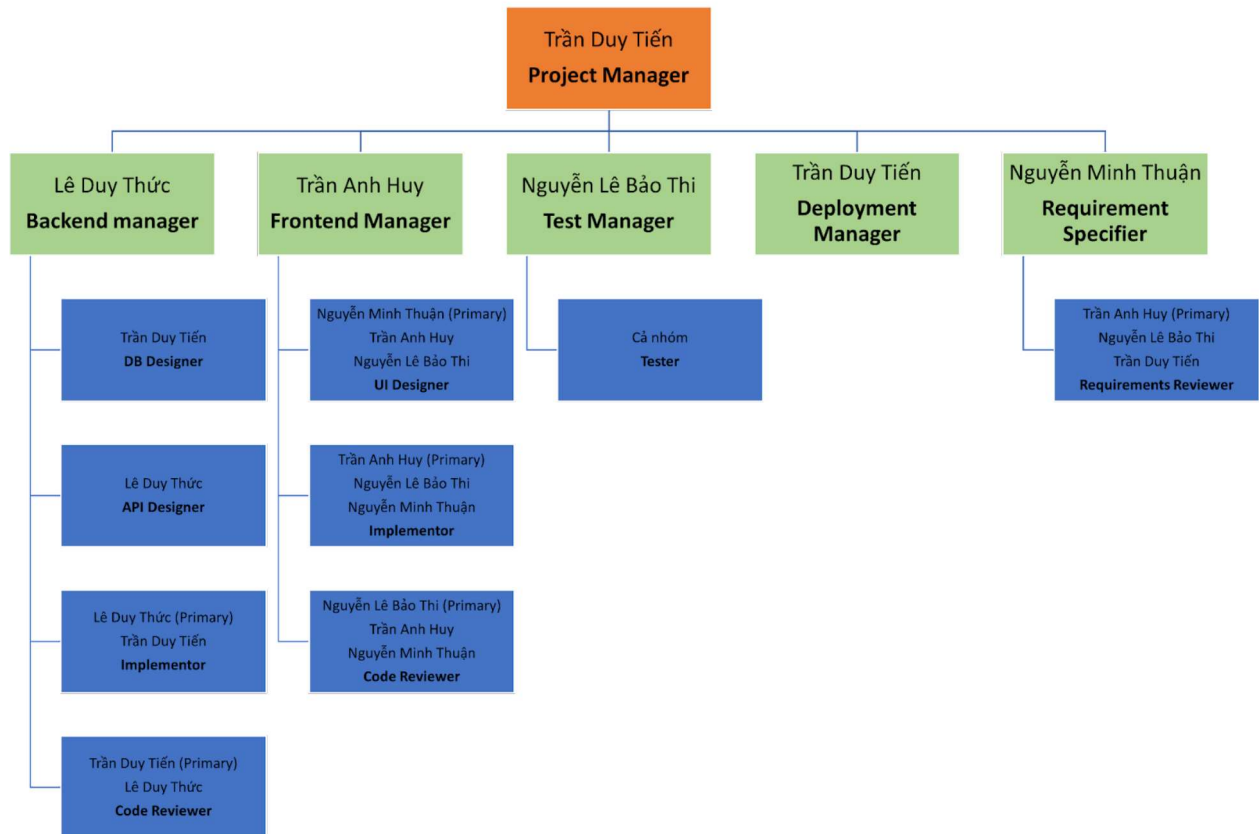 Trần Duy Tiến
Project Manager
Lê Duy Thức
Backend manager
Trần Anh Huy
Frontend Manager
Nguyễn Lê Bảo Thi
Test Manager
Trần Duy Tiến
Deployment
Manager
Nguyễn Minh Thuận
Requirement
Specifier
Trần Duy Tiến
DB Designer
Lê Duy Thức
API Designer
Lê Duy Thức (Primary)
Trần Duy Tiến
Implementor
Trần Duy Tiến (Primary)
Lê Duy Thức
Code Reviewer
Nguyễn Minh Thuận (Primary)
Trần Anh Huy
Nguyễn Lê Bảo Thi
UI Designer
Trần Anh Huy (Primary)
Nguyễn Lê Bảo Thi
Nguyễn Minh Thuận
Implementor
Nguyễn Lê Bảo Thi (Primary)
Trần Anh Huy
Nguyễn Minh Thuận
Code Reviewer
Cả nhóm
Tester
Trần Anh Huy (Primary)
Nguyễn Lê Bảo Thi
Trần Duy Tiến
Requirements Reviewer